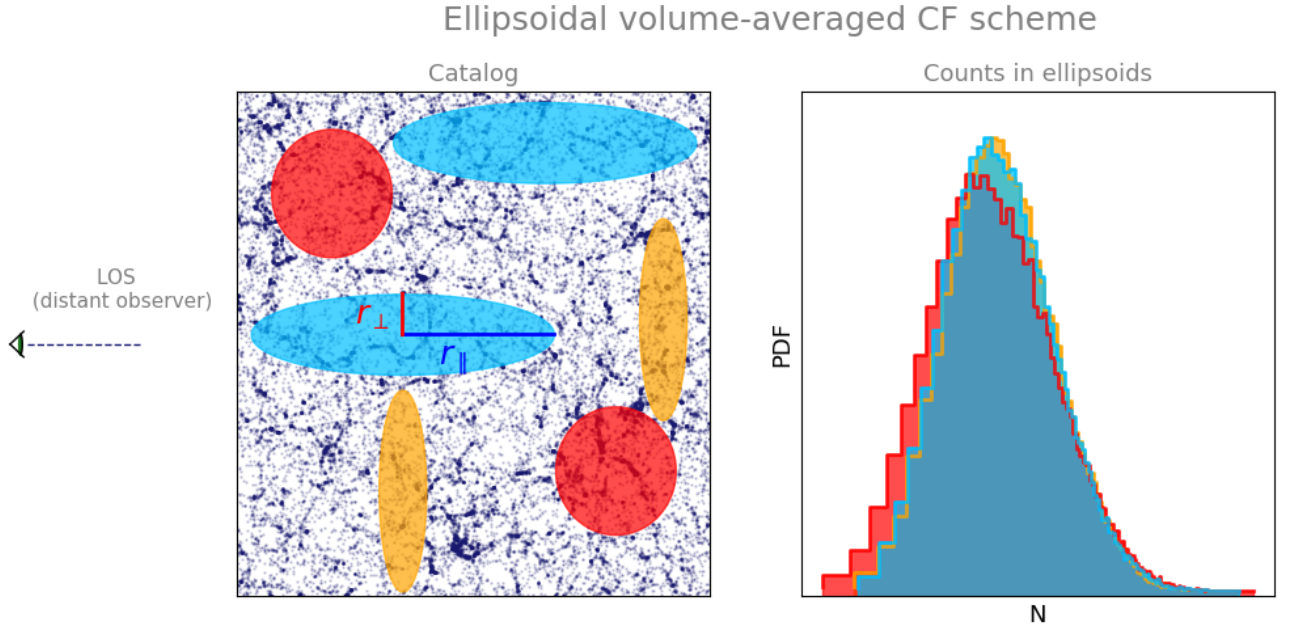 Ellipsoidal volume-averaged CF scheme
Catalog
Counts in ellipsoids
LOS
(distant observer)
r⊥
r∥
PDF
N